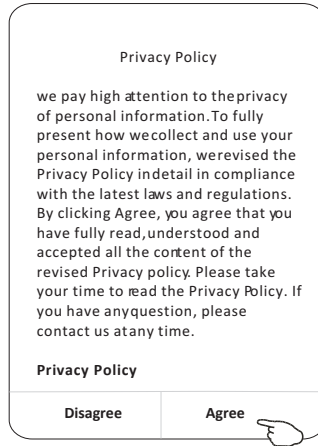 Privacy Policy
we pay high attention to theprivacy
of personal information.To fully
present how wecollect and use your
personal information, werevised the
Privacy Policy indetail in compliance
with the latest laws and regulations.
By clicking Agree, you agree that you
have fully read,understood and
accepted all the content of the
revised Privacy policy. Please take
your time to read the Privacy Policy. If
you have anyquestion, please
contact us atany time.
Privacy Policy
Disagree Agree